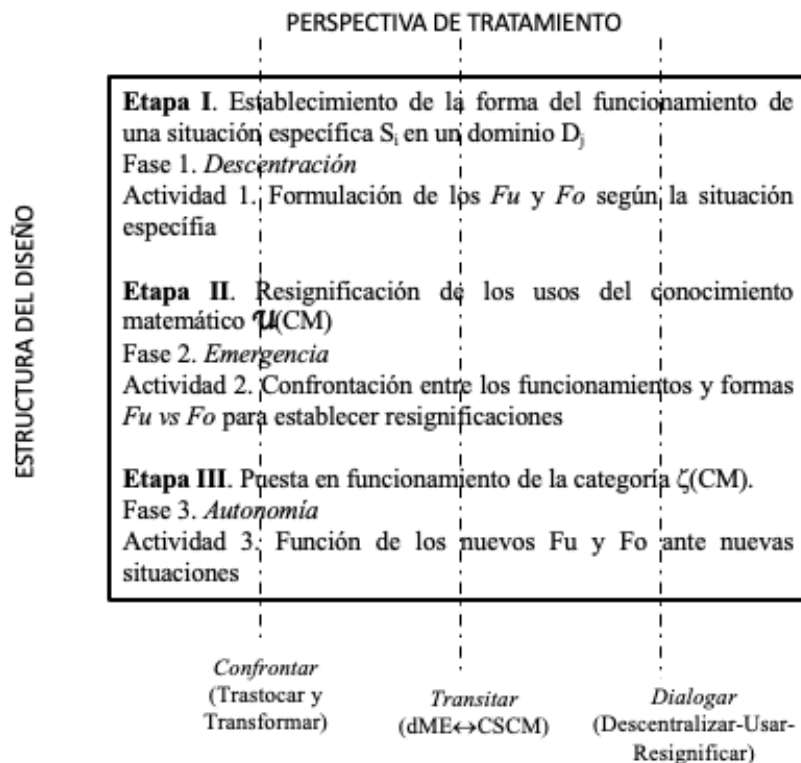 PERSPECTIVA DE TRATAMIENTO
ESTRUCTURA DEL DISEÑO
Etapa I. Establecimiento de la forma del funcionamiento de
una situación específica Si en un dominio Dj
Fase 1. Descentración
Actividad 1. Formulación de los Fu y Fo según la situación
específia
Etapa II. Resignificación de los usos del conocimiento
matemático 𝓤(CM)
Fase 2. Emergencia
Actividad 2. Confrontación entre los funcionamientos y formas
Fu vs Fo para establecer resignificaciones
Etapa III. Puesta en funcionamiento de la categoría ζ(CM).
Fase 3. Autonomía
Actividad 3. Función de los nuevos Fu y Fo ante nuevas
situaciones
Confrontar
(Trastocar y
Transformar)
Transitar
(dME↔CSCM)
Dialogar
(Descentralizar-Usar-
Resignificar)